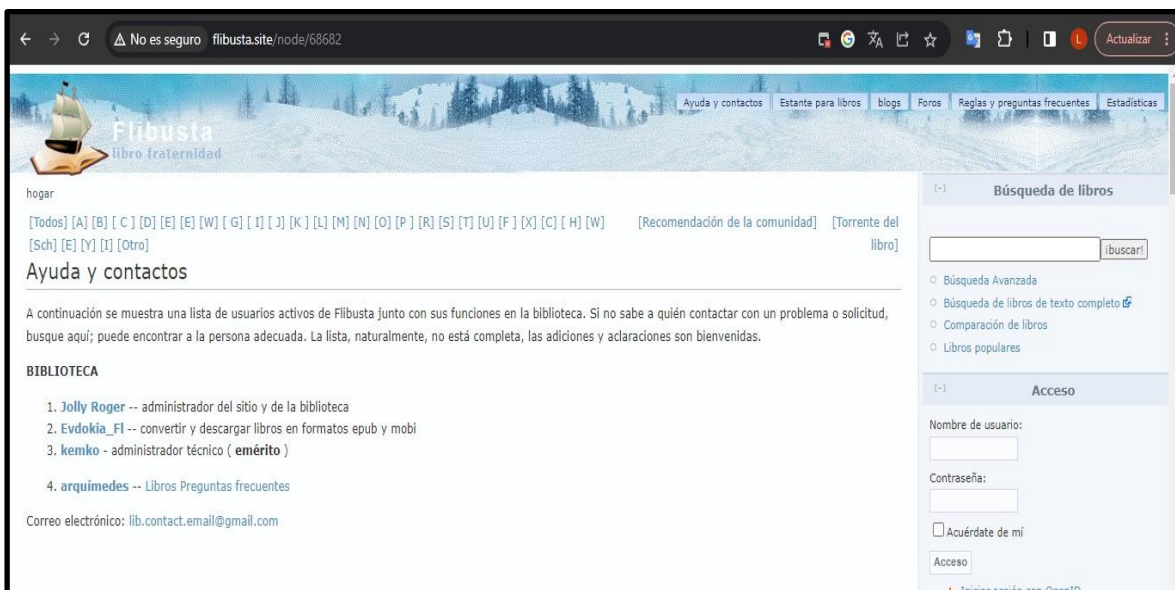 No es seguro flibusta.site/node/68682
L
Actualizar
Ayuda y contactos Estante para libros blogs Foros Reglas y preguntas frecuentes Estadísticas
Flibusta
libro fraternidad
hogar
[Todos] [A] [B] [ C ] [D] [E] [E] [W] [ G] [ I] [ J] [K ] [L] [M] [N] [O] [P ] [R] [S] [T] [U] [F ] [X] [C] [ H] [W]
[Sch] [E] [Y] [I] [Otro]
[Recomendación de la comunidad] [Torrente del
libro]
Ayuda y contactos
A continuación se muestra una lista de usuarios activos de Flibusta junto con sus funciones en la biblioteca. Si no sabe a quién contactar con un problema o solicitud,
busque aquí; puede encontrar a la persona adecuada. La lista, naturalmente, no está completa, las adiciones y aclaraciones son bienvenidas.
BIBLIOTECA
1. Jolly Roger -- administrador del sitio y de la biblioteca
2. Evdokia_Fl -- convertir y descargar libros en formatos epub y mobi
3. kemko - administrador técnico ( emérito )
4. arquímedes -- Libros Preguntas frecuentes
Correo electrónico: lib.contact.email@gmail.com
[-] Búsqueda de libros
¡buscar!
Búsqueda Avanzada
Búsqueda de libros de texto completo
Comparación de libros
Libros populares
[-] Acceso
Nombre de usuario:
Contraseña:
Acuérdate de mí
Acceso
Iniciar sesión con OpenID